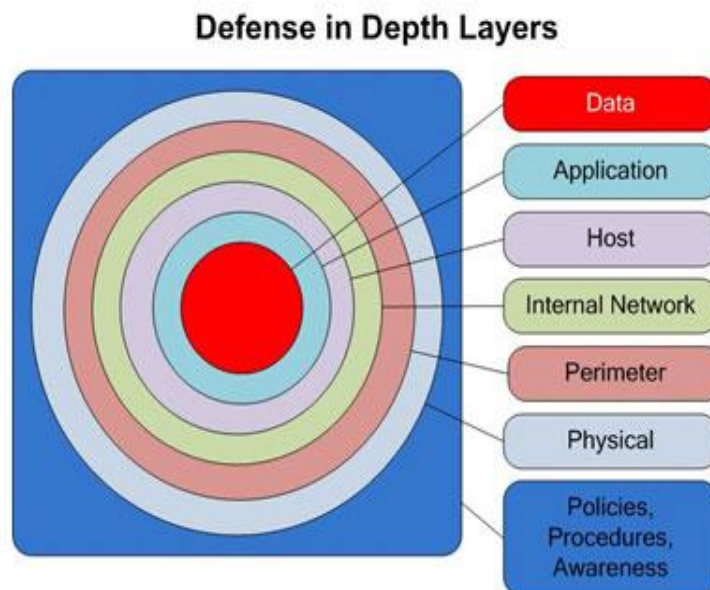 Defense in Depth Layers
Data
Application
Host
Internal Network
Perimeter
Physical
Policies,
Procedures,
Awareness